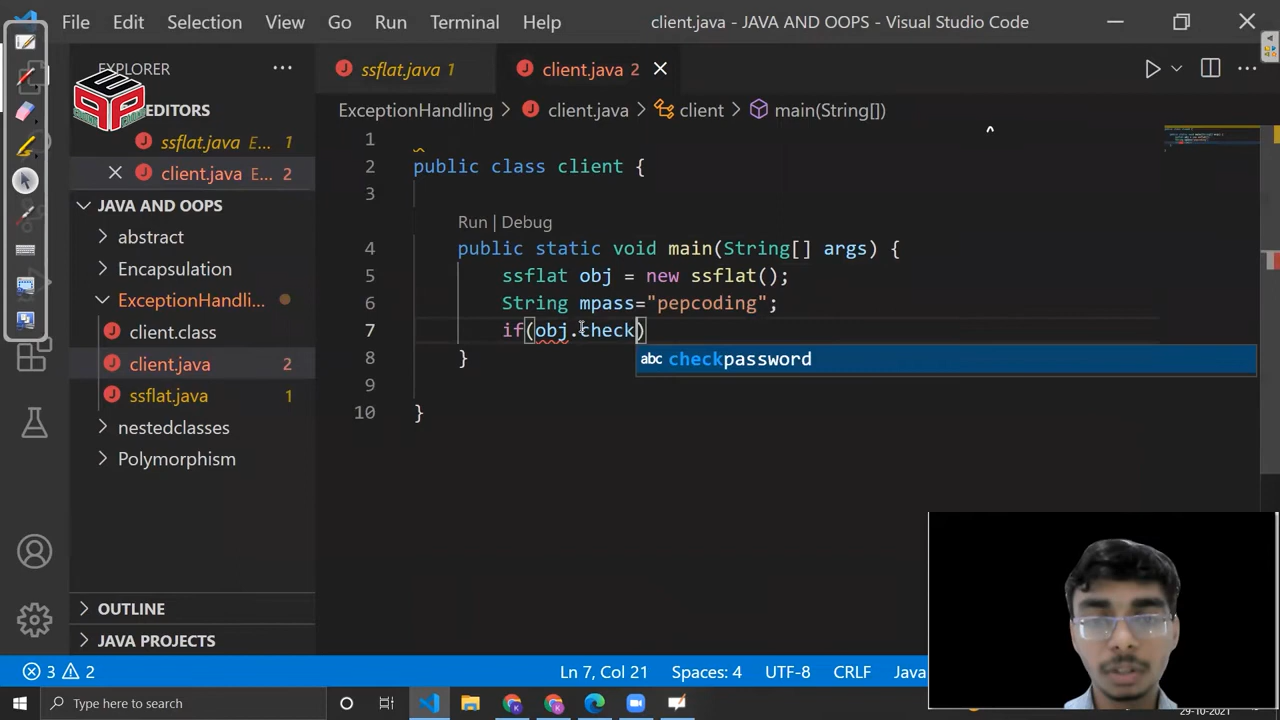 File Edit Selection View Go Run Terminal Help client.java - JAVA AND OOPS - Visual Studio Code
EXPLORER
ssflat.java 1
client.java 2
EDITORS
ssflat.java E... 1
client.java E... 2
JAVA AND OOPS
abstract
Encapsulation
ExceptionHandli...
client.class
client.java 2
ssflat.java 1
nestedclasses
Polymorphism
OUTLINE
JAVA PROJECTS
ExceptionHandling > client.java > client > main(String[])
1
2 public class client {
3
Run | Debug
4 public static void main(String[] args) {
5 ssflat obj = new ssflat();
6 String mpass="pepcoding";
7 if(obj.check)
abc checkpassword
8 }
9
10 }
3 2 Ln 7, Col 21 Spaces: 4 UTF-8 CRLF Java
Type here to search
29-10-2021